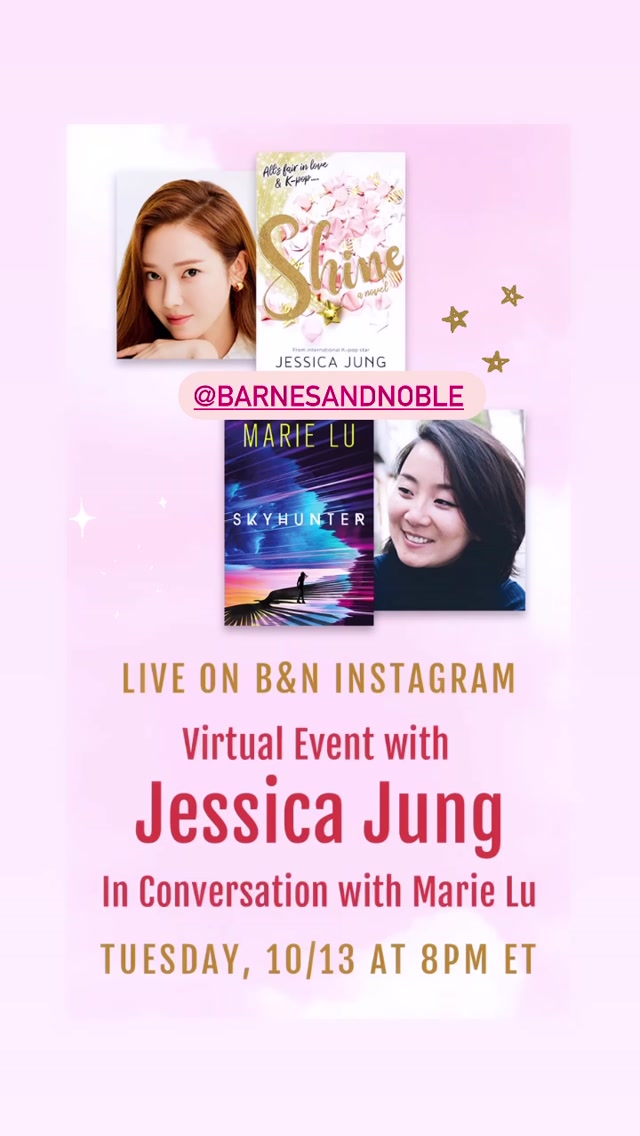 All's fair in love
& K-pop....
Shine
a novel
From international K-pop star
JESSICA JUNG
@BARNESANDNOBLE
MARIE LU
SKYHUNTER
LIVE ON B&N INSTAGRAM
Virtual Event with
Jessica Jung
In Conversation with Marie Lu
TUESDAY, 10/13 AT 8PM ET